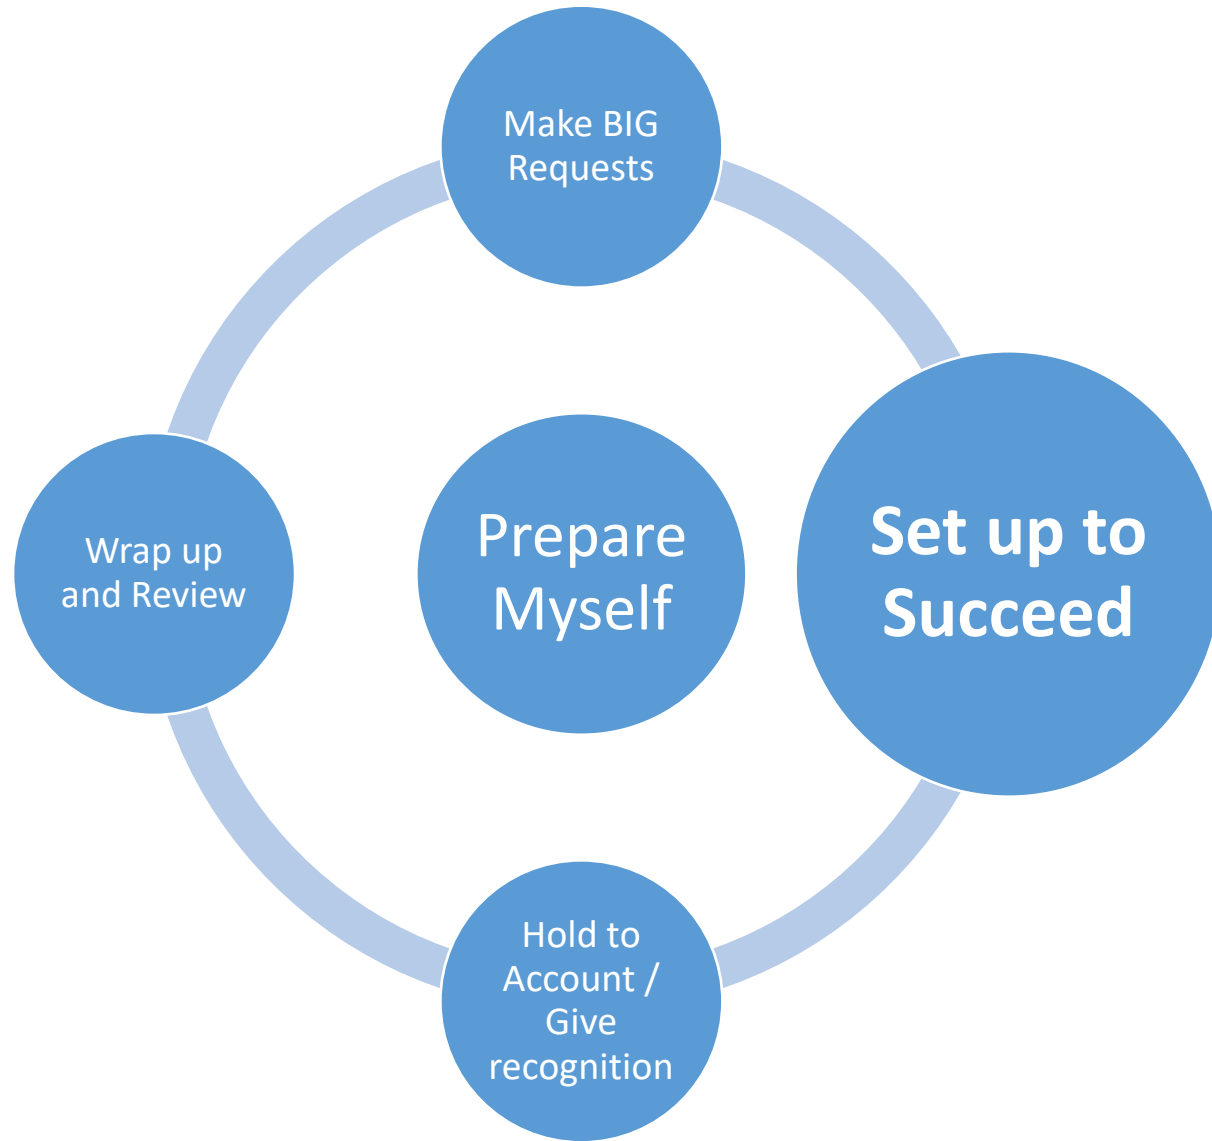 Make BIG
Requests
Set up to
Succeed
Prepare
Myself
Wrap up
and Review
Hold to
Account /
Give
recognition